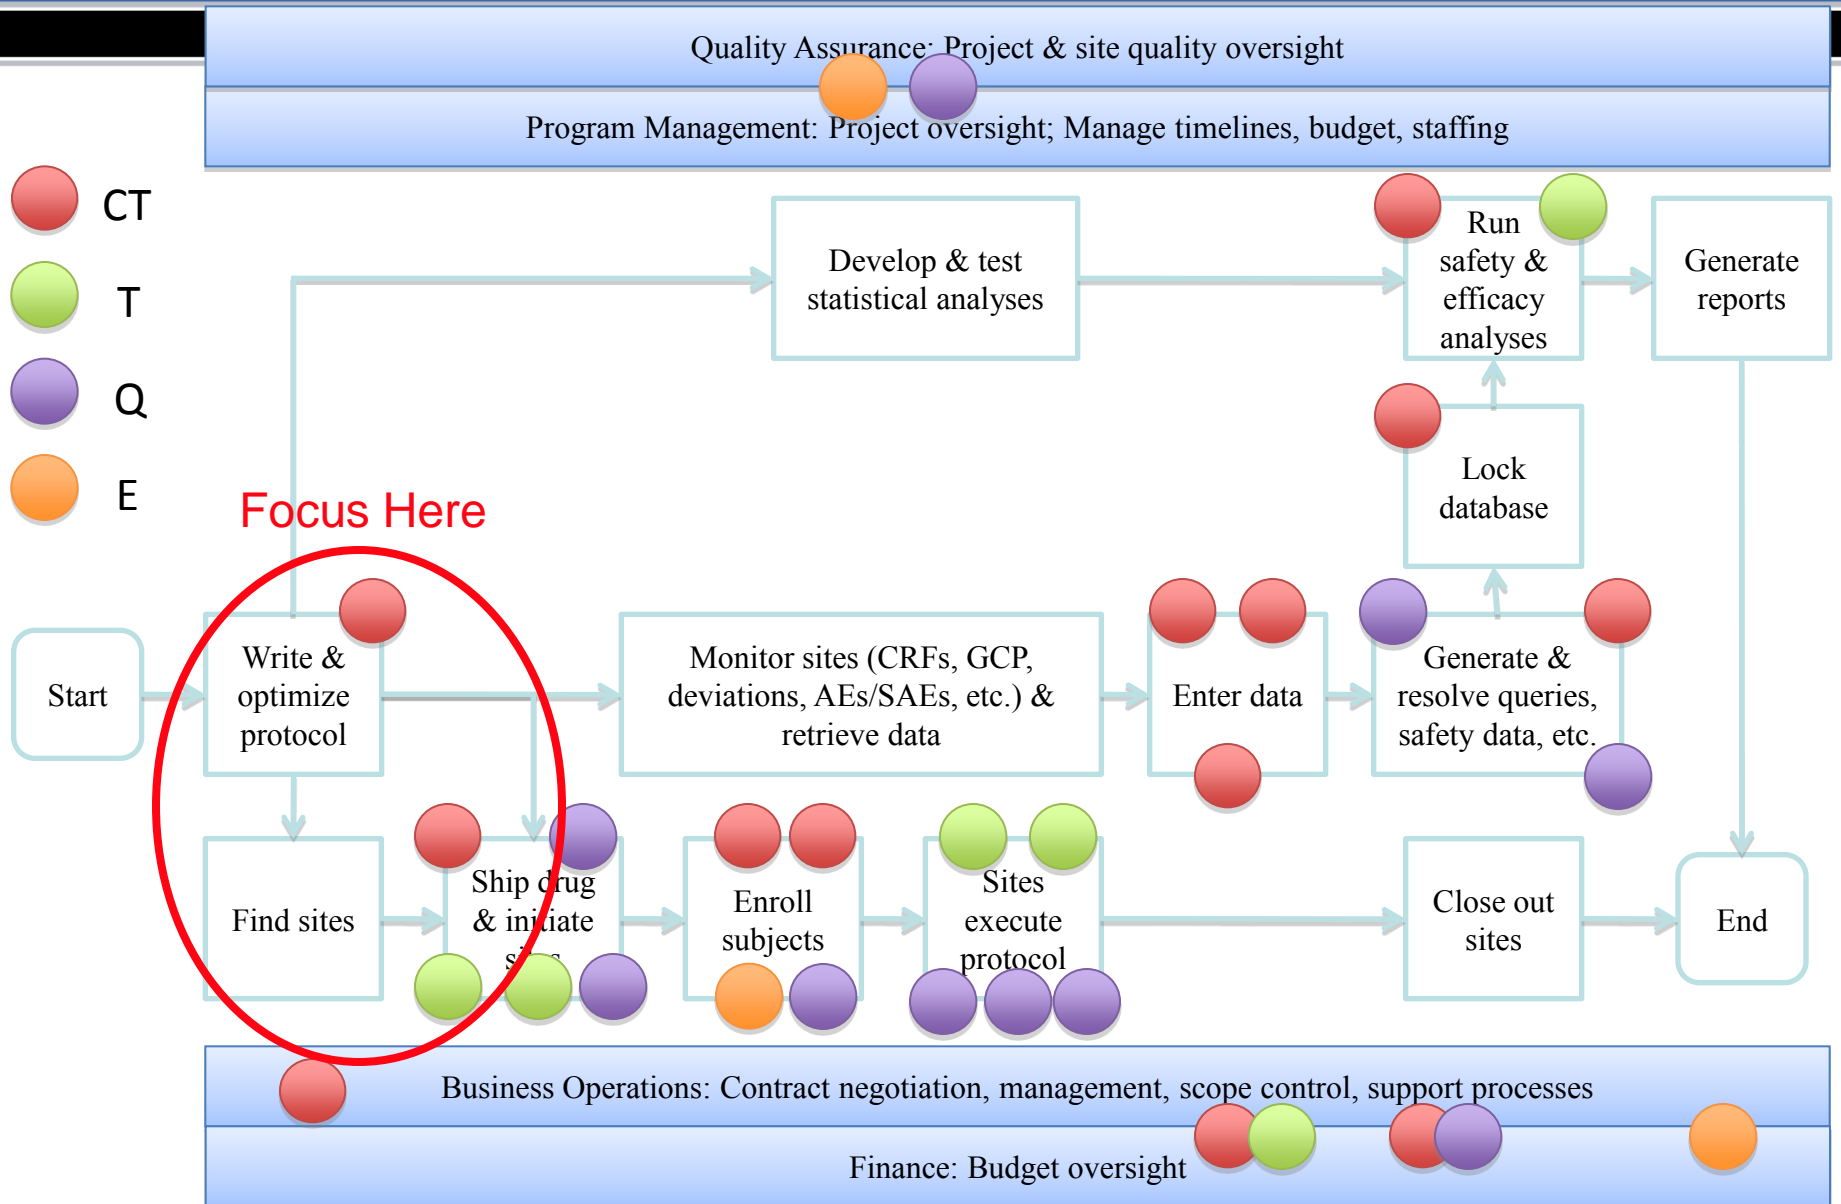 Quality Assurance: Project & site quality oversight
Program Management: Project oversight; Manage timelines, budget, staffing
CT
T
Q
E
Develop & test
statistical analyses
Run
safety &
efficacy
analyses
Generate
reports
Lock
database
Focus Here
Start
Write &
optimize
protocol
Monitor sites (CRFs, GCP,
deviations, AEs/SAEs, etc.) &
retrieve data
Enter data
Generate &
resolve queries,
safety data, etc.
Find sites
Ship drug
& initiate
sites
Enroll
subjects
Sites
execute
protocol
Close out
sites
End
Business Operations: Contract negotiation, management, scope control, support processes
Finance: Budget oversight